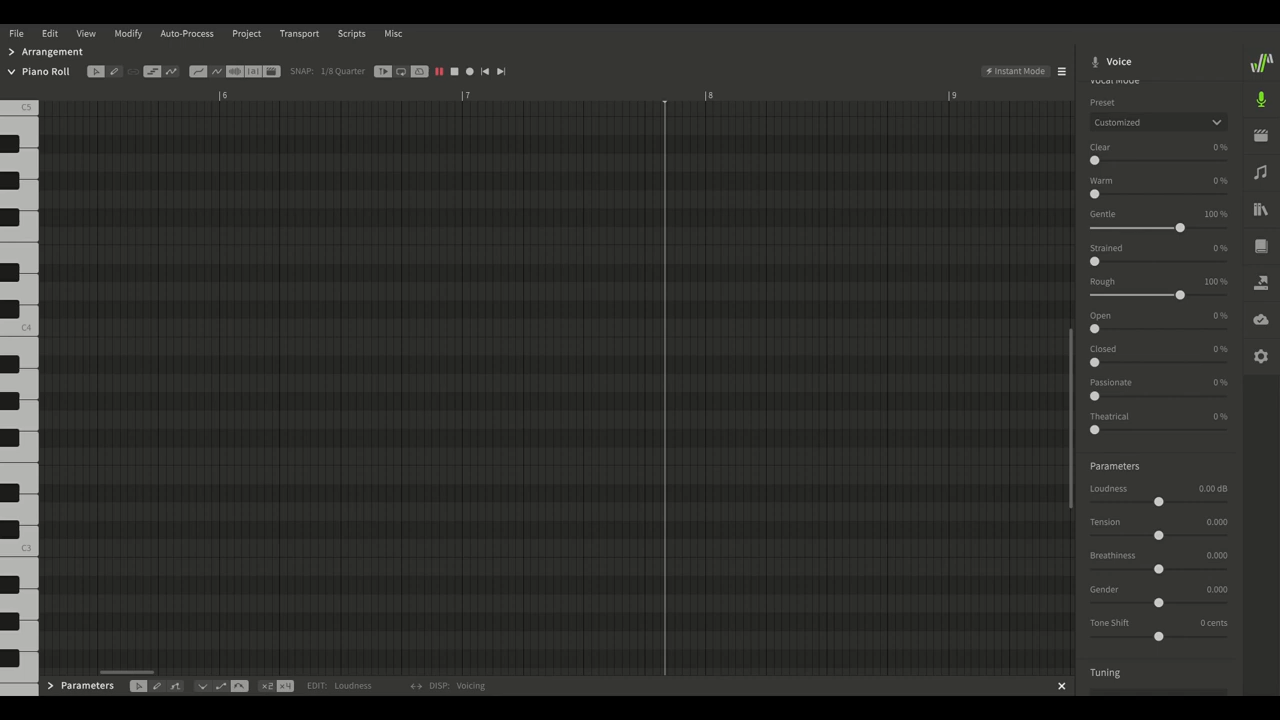 File Edit View Modify Auto-Process Project Transport Scripts Misc
Arrangement
Piano Roll SNAP: 1/8 Quarter Instant Mode
6 7 8 9
C5
C4
C3
Voice
Vocal Mode
Preset
Customized
Clear 0 %
Warm 0 %
Gentle 100 %
Strained 0 %
Rough 100 %
Open 0 %
Closed 0 %
Passionate 0 %
Theatrical 0 %
Parameters
Loudness 0.00 dB
Tension 0.000
Breathiness 0.000
Gender 0.000
Tone Shift 0 cents
Tuning
Parameters x2 x4 EDIT: Loudness DISP: Voicing